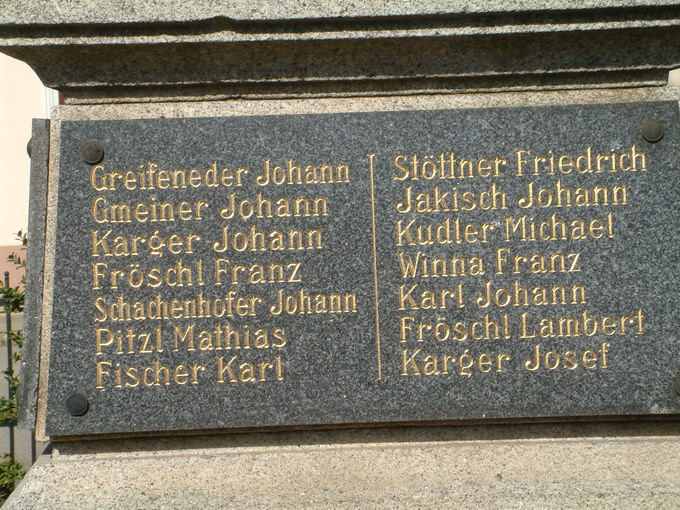 Greifeneder Johann
Gmeiner Johann
Karger Johann
Fröschl Franz
Schachenhofer Johann
Pitzl Mathias
Fischer Karl
Stöttner Friedrich
Jakisch Johann
Kudler Michael
Winna Franz
Karl Johann
Fröschl Lambert
Karger Josef